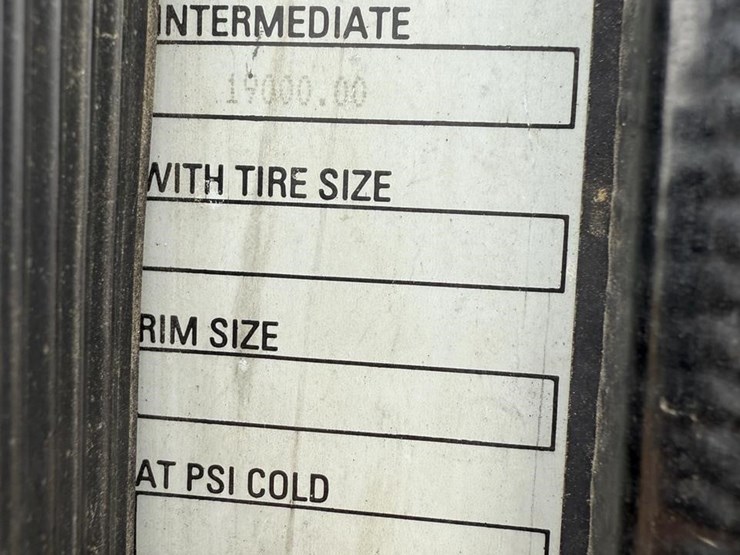 INTERMEDIATE
19000.00
WITH TIRE SIZE
RIM SIZE
AT PSI COLD